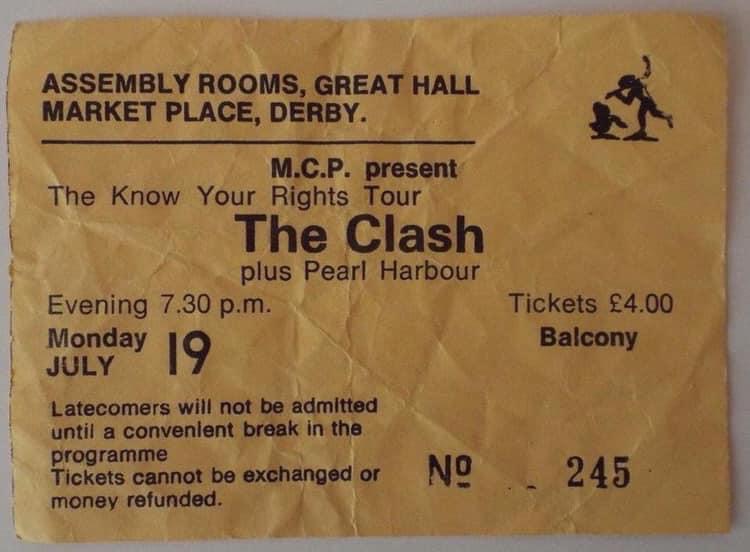 ASSEMBLY ROOMS, GREAT HALL
MARKET PLACE, DERBY.
M.C.P. present
The Know Your Rights Tour
The Clash
plus Pearl Harbour
Evening 7.30 p.m.
Tickets £4.00
Monday
JULY 19
Balcony
Latecomers will not be admitted
until a convenient break in the
programme
Tickets cannot be exchanged or
money refunded.
Nº 245